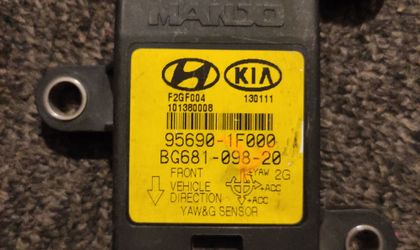 MANDO
KIA
F2GF004 130111
101380008
95690-1F000
BG681-098-20
FRONT YAW 2G
VEHICLE +ACC
DIRECTION +ACC
YAW&G SENSOR